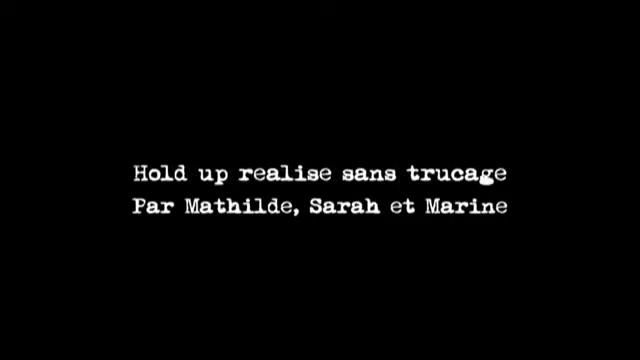 Hold up realise sans trucage
Par Mathilde, Sarah et Marine